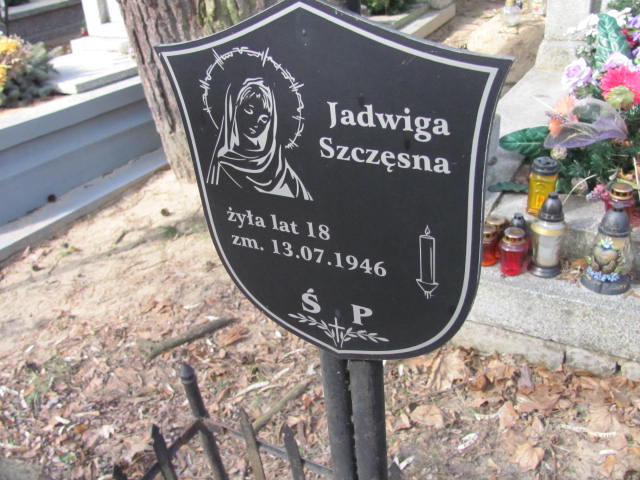 Jadwiga
Szczęsna
żyła lat 18
zm. 13.07.1946
Ś P